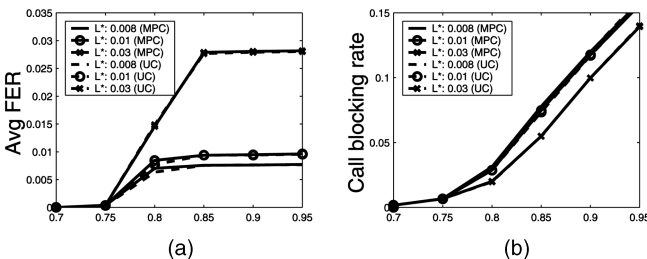 Avg FER
0.035
0.03
0.025
0.02
0.015
0.01
0.005
0
L*: 0.008 (MPC)
L*: 0.01 (MPC)
L*: 0.03 (MPC)
L*: 0.008 (UC)
L*: 0.01 (UC)
L*: 0.03 (UC)
0.7 0.75 0.8 0.85 0.9 0.95
(a)
Call blocking rate
0.15
0.1
0.05
L*: 0.008 (MPC)
L*: 0.01 (MPC)
L*: 0.03 (MPC)
L*: 0.008 (UC)
L*: 0.01 (UC)
L*: 0.03 (UC)
0.7 0.75 0.8 0.85 0.9 0.95
(b)